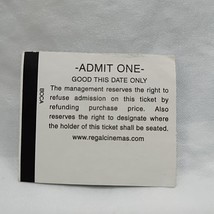 -ADMIT ONE-
GOOD THIS DATE ONLY
The management reserves the right to
refuse admission on this ticket by
refunding purchase price. Also
reserves the right to designate where
the holder of this ticket shall be seated.
www.regalcinemas.com
BOCA